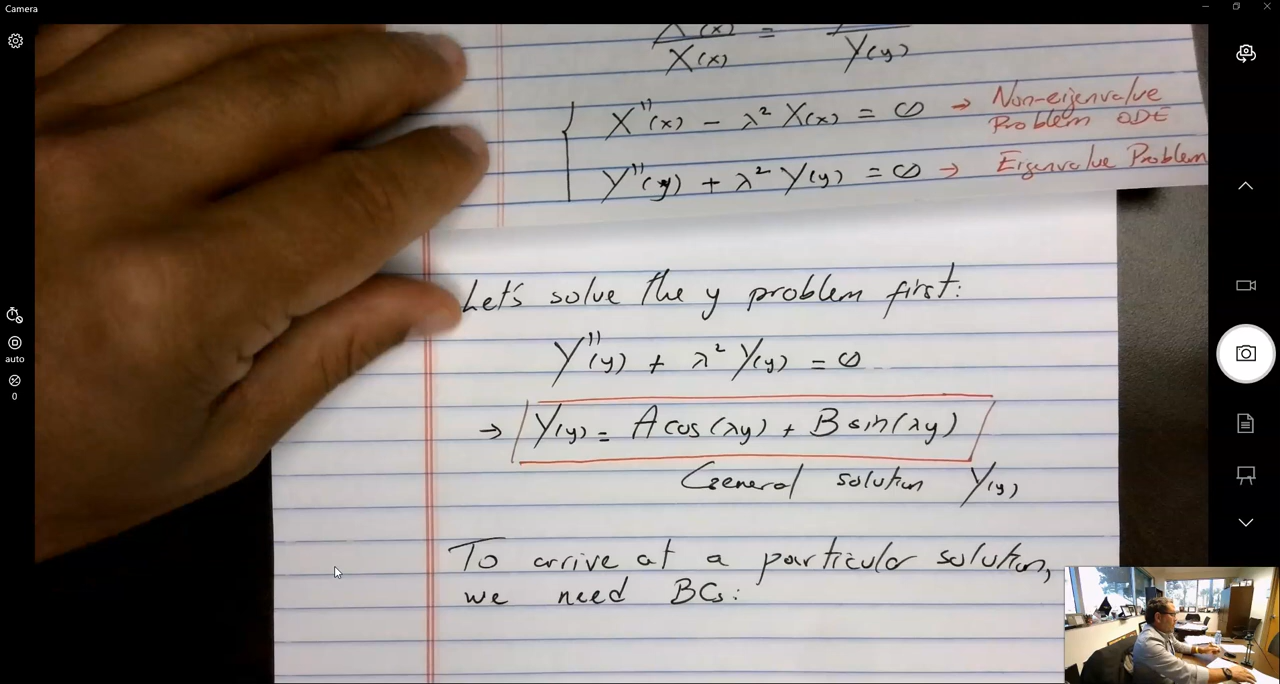 Camera
X(x) = Y(y)
X''(x) - λ² X(x) = 0 → Non-eigenvalue Problem ODE
Y''(y) + λ² Y(y) = 0 → Eigenvalue Problem
Let's solve the y problem first:
Y''(y) + λ² Y(y) = 0
→ Y(y) = A cos(λy) + B sin(λy)
General solution Y(y)
To arrive at a particular solution,
we need BCs:
auto
0